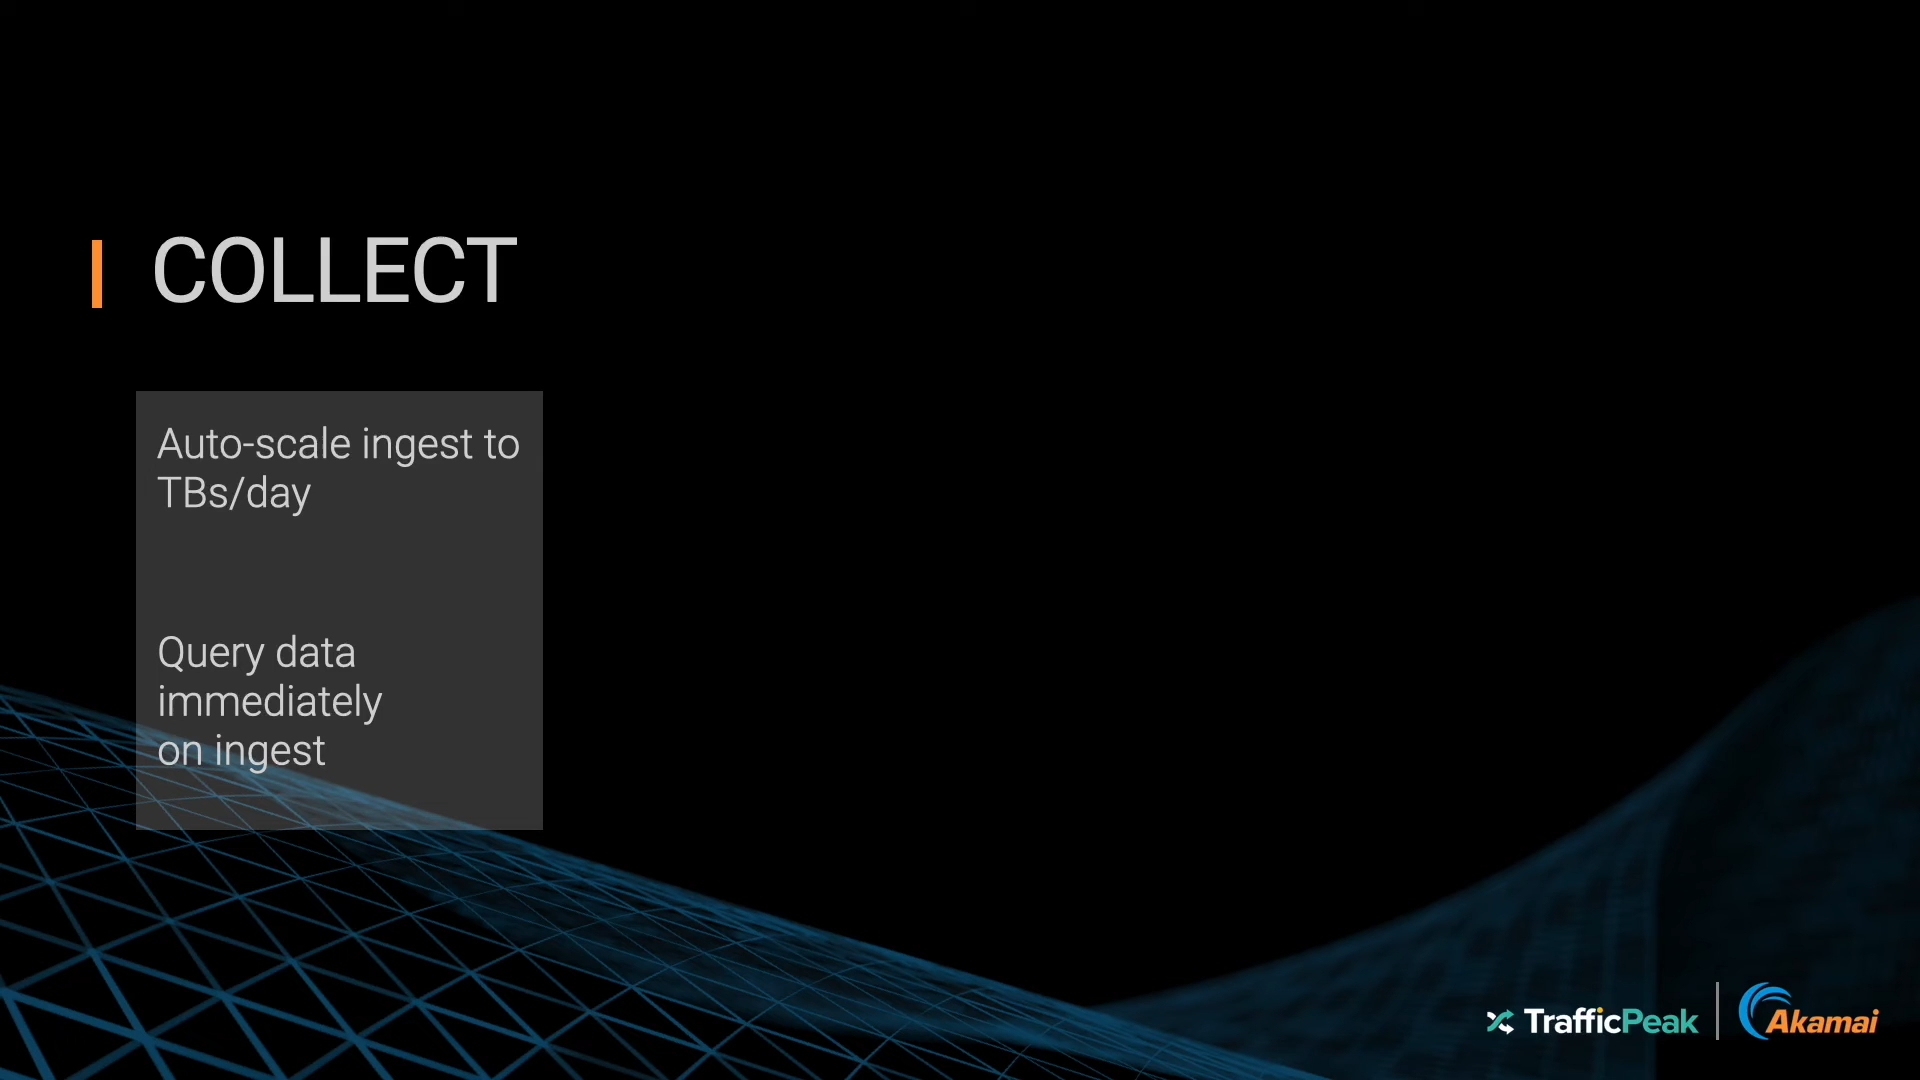 COLLECT
Auto-scale ingest to
TBs/day
Query data
immediately
on ingest
TrafficPeak
Akamai